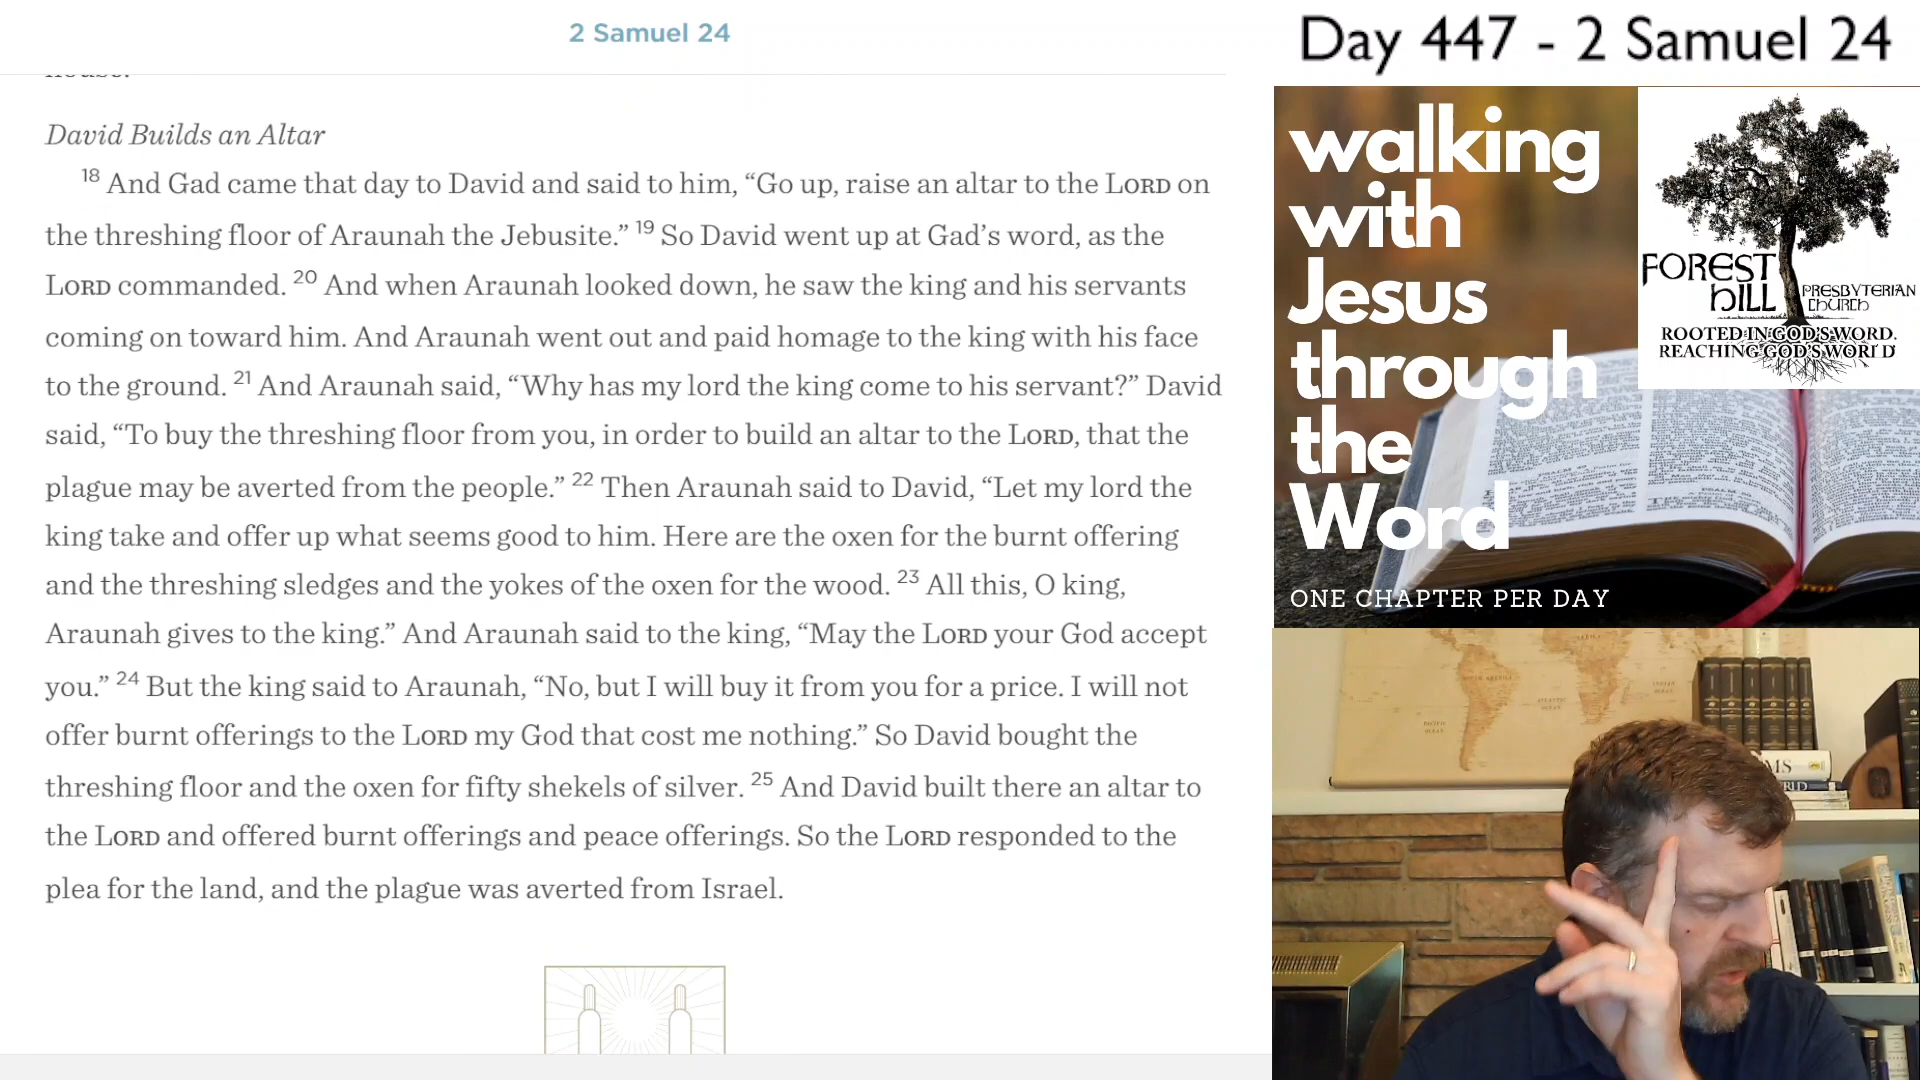 2 Samuel 24
house.
David Builds an Altar
18 And Gad came that day to David and said to him, “Go up, raise an altar to the LORD on
the threshing floor of Araunah the Jebusite.” 19 So David went up at Gad’s word, as the
LORD commanded. 20 And when Araunah looked down, he saw the king and his servants
coming on toward him. And Araunah went out and paid homage to the king with his face
to the ground. 21 And Araunah said, “Why has my lord the king come to his servant?” David
said, “To buy the threshing floor from you, in order to build an altar to the LORD, that the
plague may be averted from the people.” 22 Then Araunah said to David, “Let my lord the
king take and offer up what seems good to him. Here are the oxen for the burnt offering
and the threshing sledges and the yokes of the oxen for the wood. 23 All this, O king,
Araunah gives to the king.” And Araunah said to the king, “May the LORD your God accept
you.” 24 But the king said to Araunah, “No, but I will buy it from you for a price. I will not
offer burnt offerings to the LORD my God that cost me nothing.” So David bought the
threshing floor and the oxen for fifty shekels of silver. 25 And David built there an altar to
the LORD and offered burnt offerings and peace offerings. So the LORD responded to the
plea for the land, and the plague was averted from Israel.
Day 447 - 2 Samuel 24
walking
with
Jesus
through
the
Word
ONE CHAPTER PER DAY
FOREST
HILL
PRESBYTERIAN
CHURCH
ROOTED IN GOD'S WORD.
REACHING GOD'S WORLD